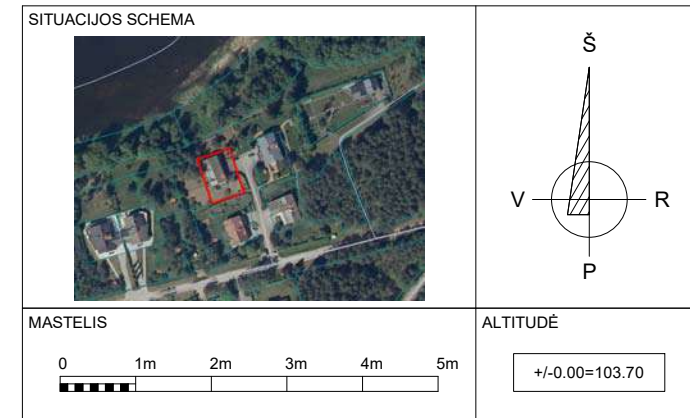 SITUACIJOS SCHEMA
Š
V
R
P
MASTELIS
0 1m 2m 3m 4m 5m
ALTITUDĖ
+/-0.00=103.70